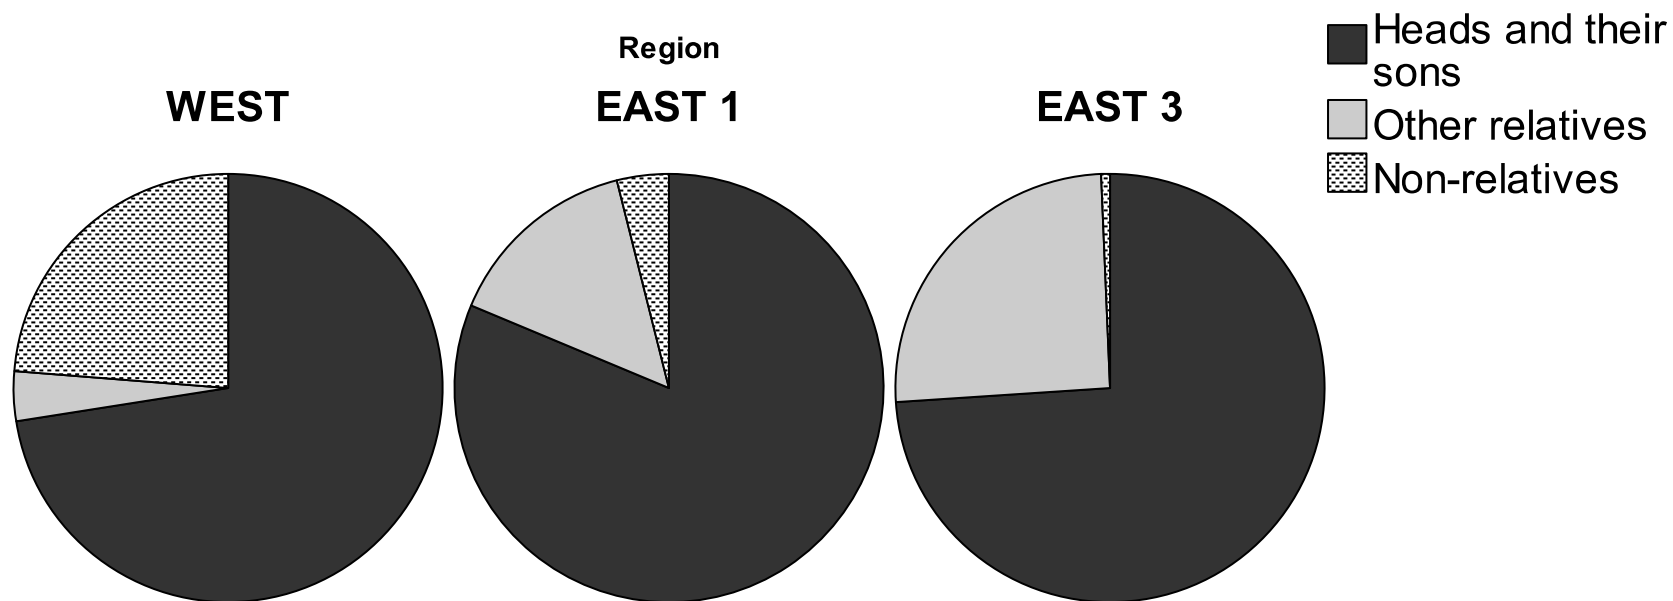 Region
WEST
EAST 1
EAST 3
Heads and their
sons
Other relatives
Non-relatives